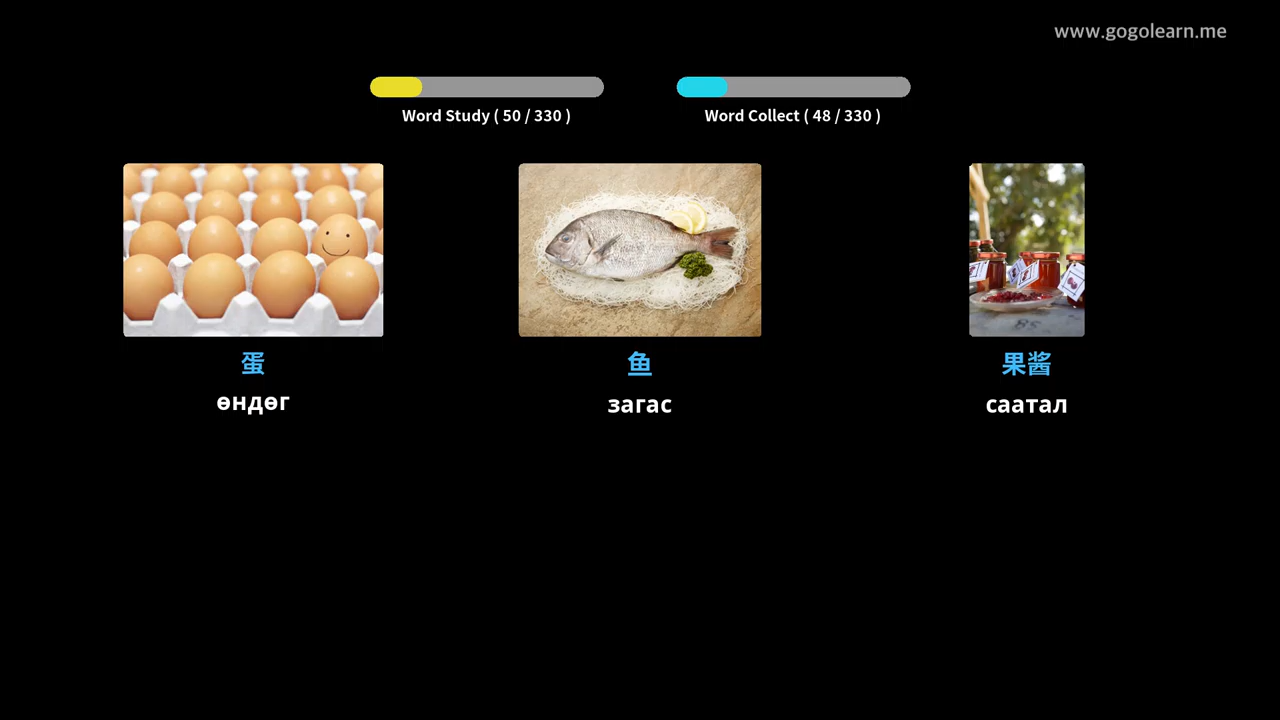 www.gogolearn.me
Word Study ( 50 / 330 )
Word Collect ( 48 / 330 )
蛋
鱼
果酱
өндөг
загас
саатал